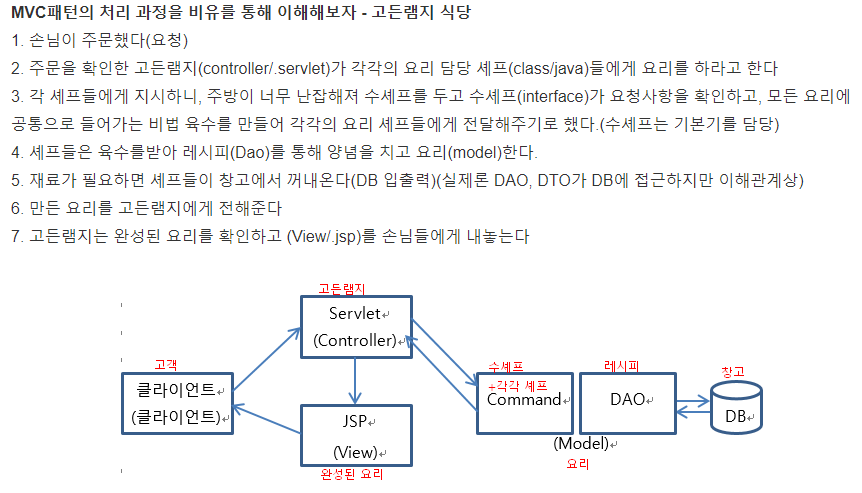 MVC패턴의 처리 과정을 비유를 통해 이해해보자 - 고든램지 식당
1. 손님이 주문했다(요청)
2. 주문을 확인한 고든램지(controller/.servlet)가 각각의 요리 담당 셰프(class/java)들에게 요리를 하라고 한다
3. 각 셰프들에게 지시하니, 주방이 너무 난잡해져 수셰프를 두고 수셰프(interface)가 요청사항을 확인하고, 모든 요리에
공통으로 들어가는 비법 육수를 만들어 각각의 요리 셰프들에게 전달해주기로 했다.(수셰프는 기본기를 담당)
4. 셰프들은 육수를받아 레시피(Dao)를 통해 양념을 치고 요리(model)한다.
5. 재료가 필요하면 셰프들이 창고에서 꺼내온다(DB 입출력)(실제론 DAO, DTO가 DB에 접근하지만 이해관계상)
6. 만든 요리를 고든램지에게 전해준다
7. 고든램지는 완성된 요리를 확인하고 (View/.jsp)를 손님들에게 내놓는다
고든램지
Servlet
(Controller)
고객
클라이언트
(클라이언트)
JSP
(View)
완성된 요리
수셰프
+각각 셰프
Command
레시피
DAO
(Model)
요리
창고
DB